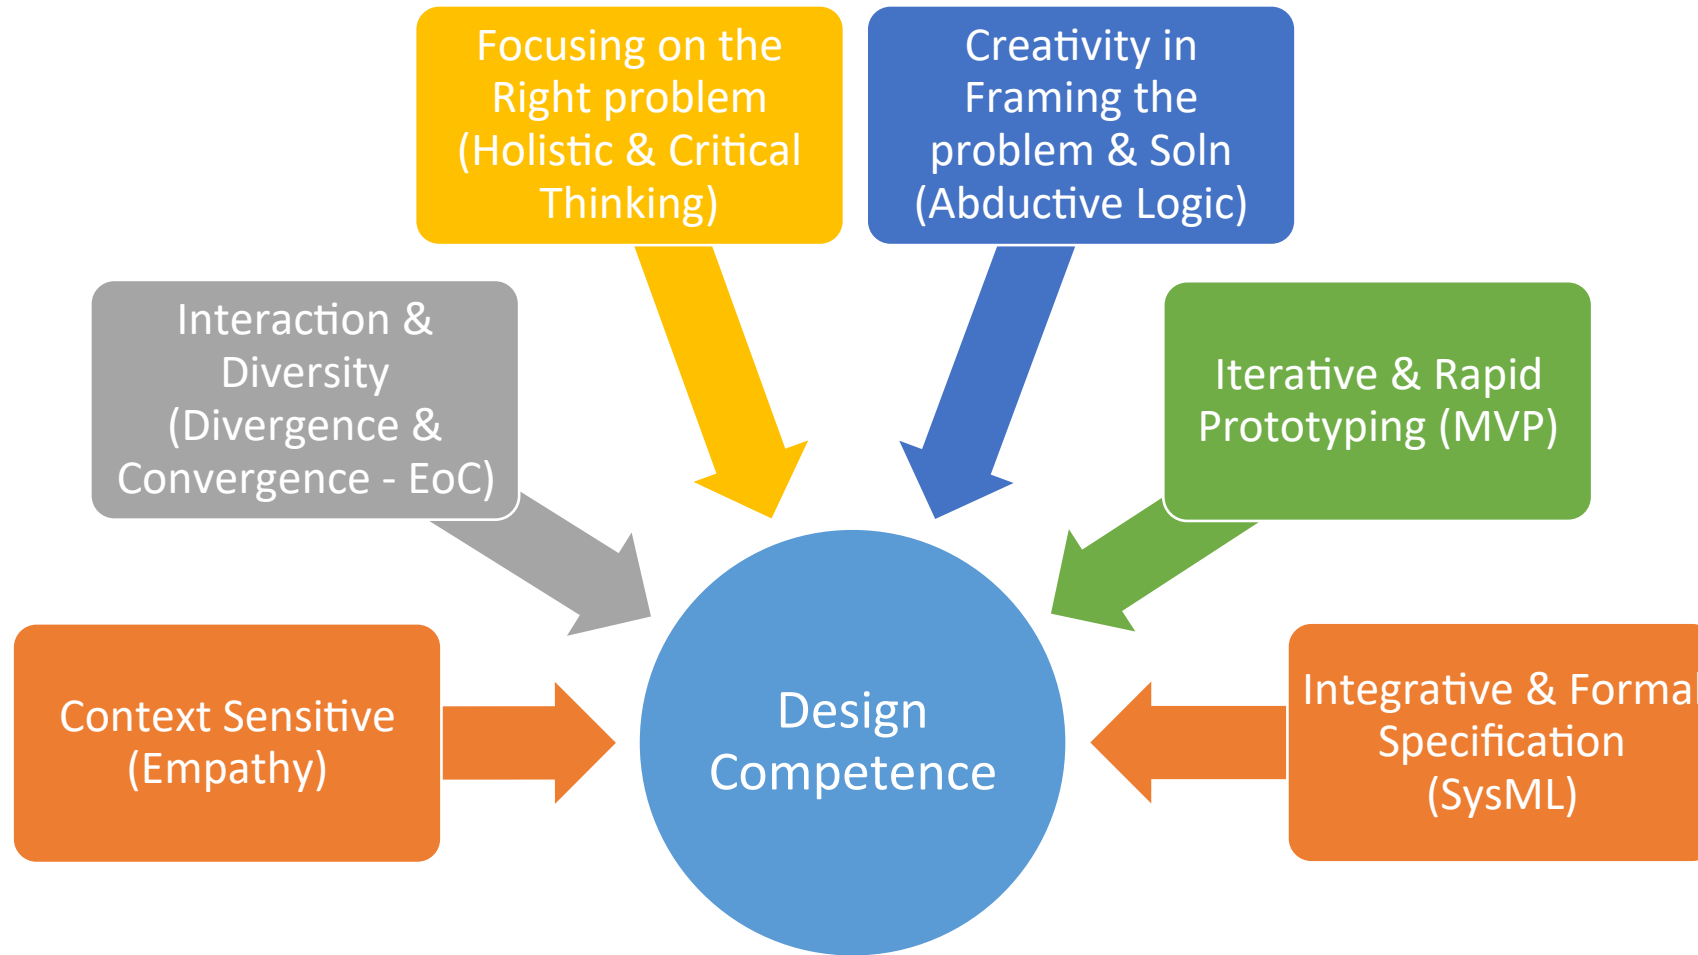 Focusing on the
Right problem
(Holistic & Critical
Thinking)
Creativity in
Framing the
problem & Soln
(Abductive Logic)
Interaction &
Diversity
(Divergence &
Convergence - EoC)
Iterative & Rapid
Prototyping (MVP)
Context Sensitive
(Empathy)
Design
Competence
Integrative & Formal
Specification
(SysML)